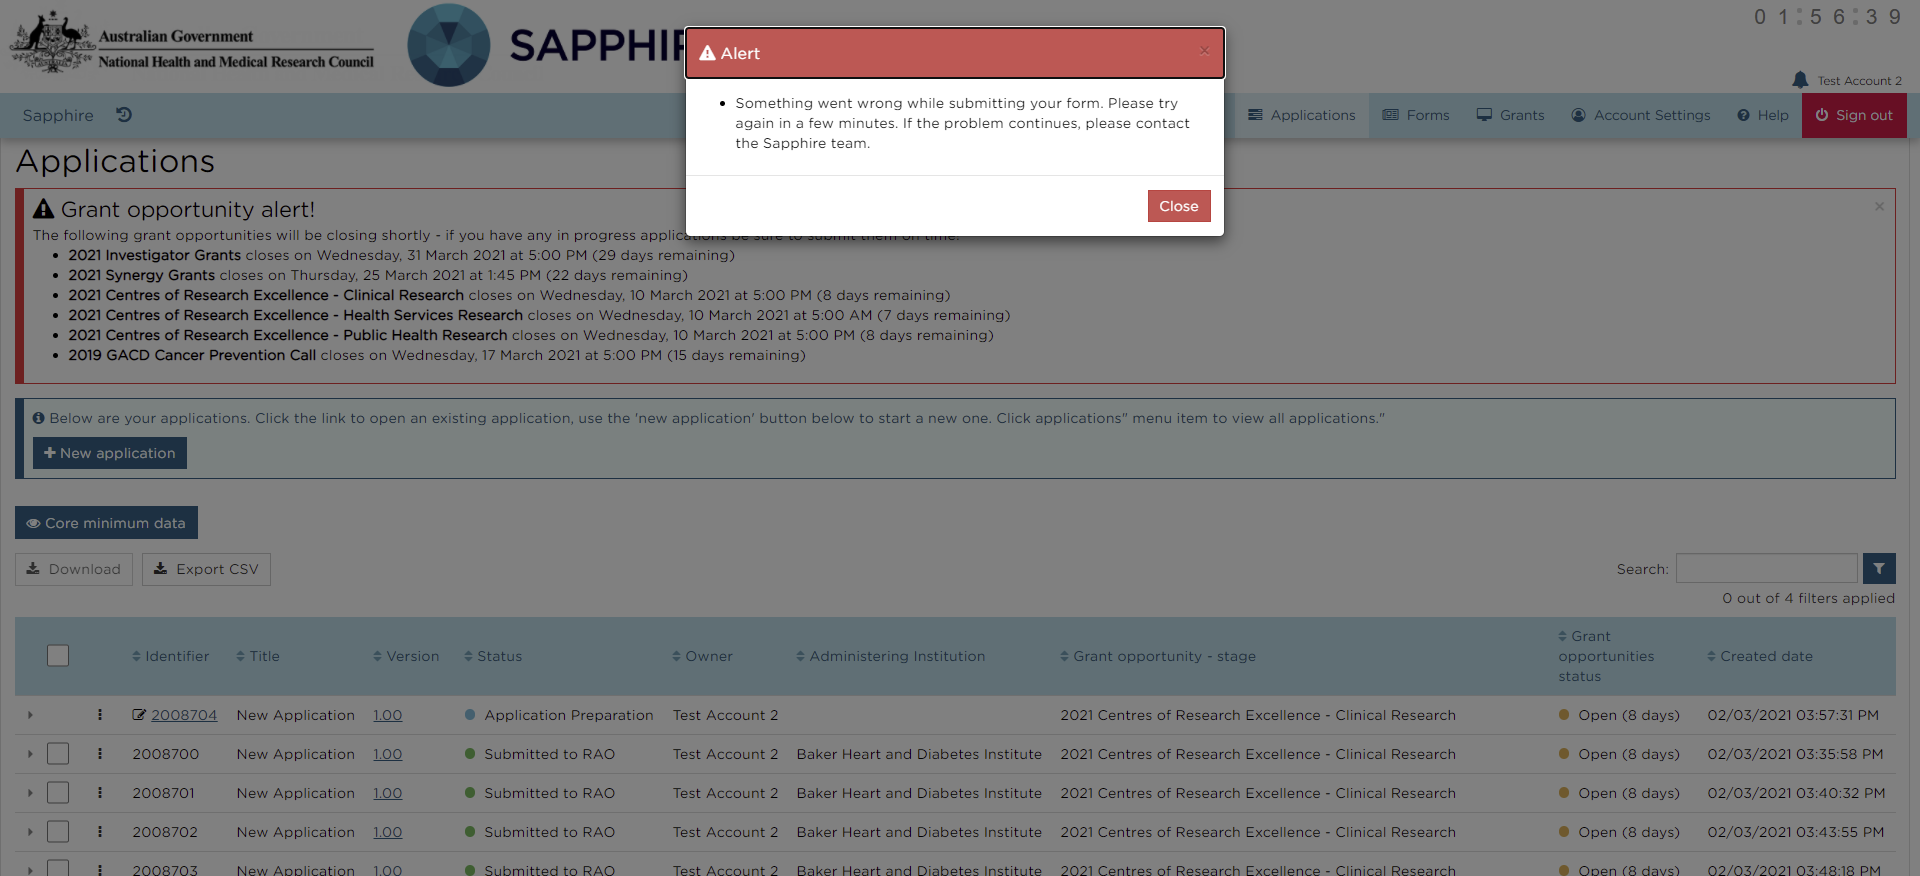 Australian Government
National Health and Medical Research Council
SAPPHI
01:56:39
Test Account 2
Alert
×
Something went wrong while submitting your form. Please try
again in a few minutes. If the problem continues, please contact
the Sapphire team.
Close
Sapphire
Applications
Forms
Grants
Account Settings
Help
Sign out
Applications
Grant opportunity alert!
×
The following grant opportunities will be closing shortly - if you have any in progress applications be sure to submit them on time:
2021 Investigator Grants closes on Wednesday, 31 March 2021 at 5:00 PM (29 days remaining)
2021 Synergy Grants closes on Thursday, 25 March 2021 at 1:45 PM (22 days remaining)
2021 Centres of Research Excellence - Clinical Research closes on Wednesday, 10 March 2021 at 5:00 PM (8 days remaining)
2021 Centres of Research Excellence - Health Services Research closes on Wednesday, 10 March 2021 at 5:00 AM (7 days remaining)
2021 Centres of Research Excellence - Public Health Research closes on Wednesday, 10 March 2021 at 5:00 PM (8 days remaining)
2019 GACD Cancer Prevention Call closes on Wednesday, 17 March 2021 at 5:00 PM (15 days remaining)
Below are your applications. Click the link to open an existing application, use the 'new application' button below to start a new one. Click applications" menu item to view all applications."
+ New application
Core minimum data
Download
Export CSV
Search:
0 out of 4 filters applied
Identifier Title Version Status Owner Administering Institution Grant opportunity - stage
Grant
opportunities
status
Created date
2008704 New Application 1.00 Application Preparation Test Account 2 2021 Centres of Research Excellence - Clinical Research Open (8 days) 02/03/2021 03:57:31 PM
2008700 New Application 1.00 Submitted to RAO Test Account 2 Baker Heart and Diabetes Institute 2021 Centres of Research Excellence - Clinical Research Open (8 days) 02/03/2021 03:35:58 PM
2008701 New Application 1.00 Submitted to RAO Test Account 2 Baker Heart and Diabetes Institute 2021 Centres of Research Excellence - Clinical Research Open (8 days) 02/03/2021 03:40:32 PM
2008702 New Application 1.00 Submitted to RAO Test Account 2 Baker Heart and Diabetes Institute 2021 Centres of Research Excellence - Clinical Research Open (8 days) 02/03/2021 03:43:55 PM
2008703 New Application 1.00 Submitted to RAO Test Account 2 Baker Heart and Diabetes Institute 2021 Centres of Research Excellence - Clinical Research Open (8 days) 02/03/2021 03:48:18 PM